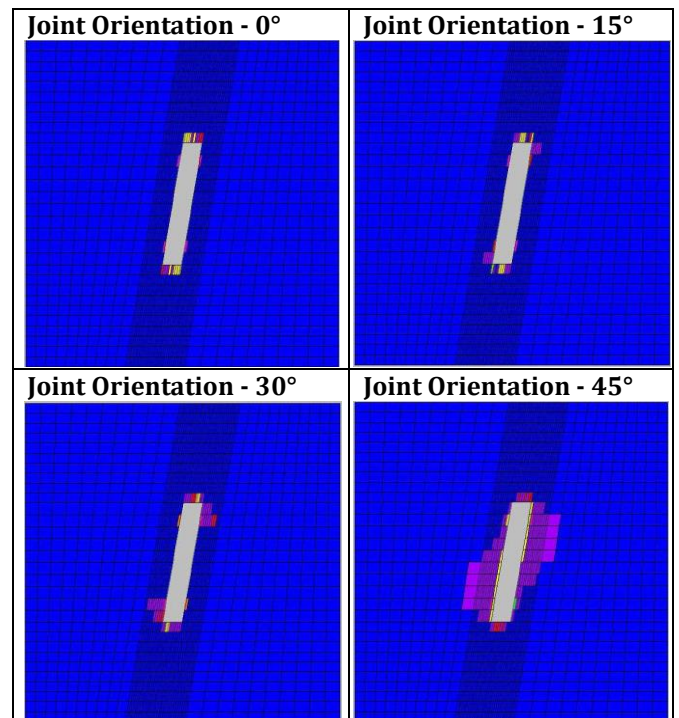 Joint Orientation - 0°
Joint Orientation - 15°
Joint Orientation - 30°
Joint Orientation - 45°